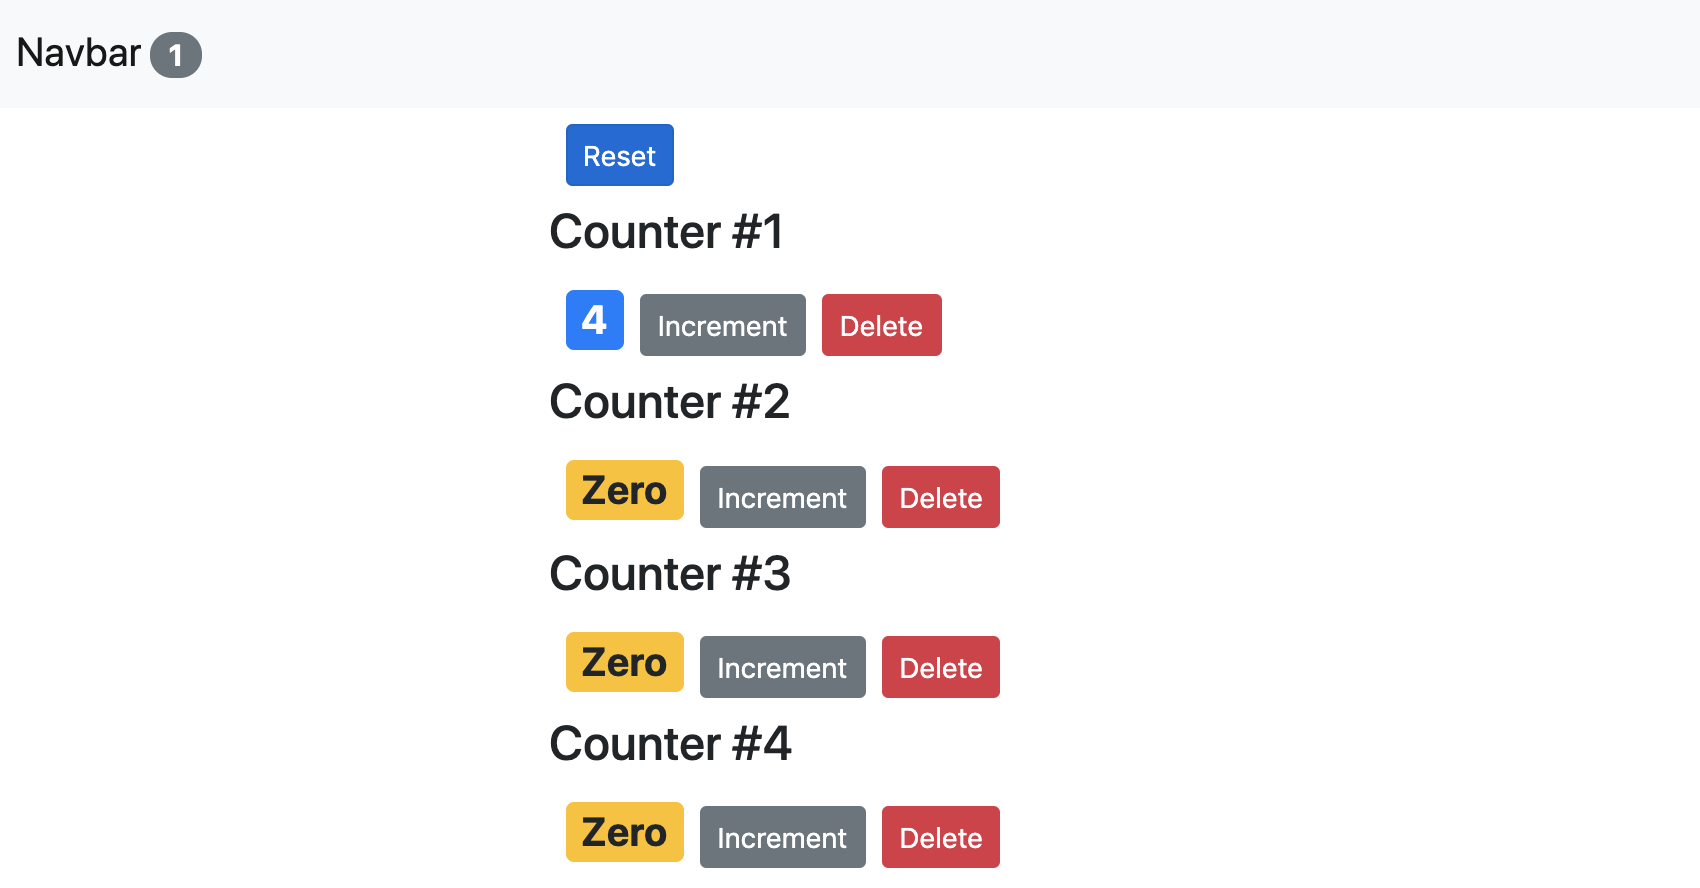 Navbar 1
Reset
Counter #1
4 Increment Delete
Counter #2
Zero Increment Delete
Counter #3
Zero Increment Delete
Counter #4
Zero Increment Delete